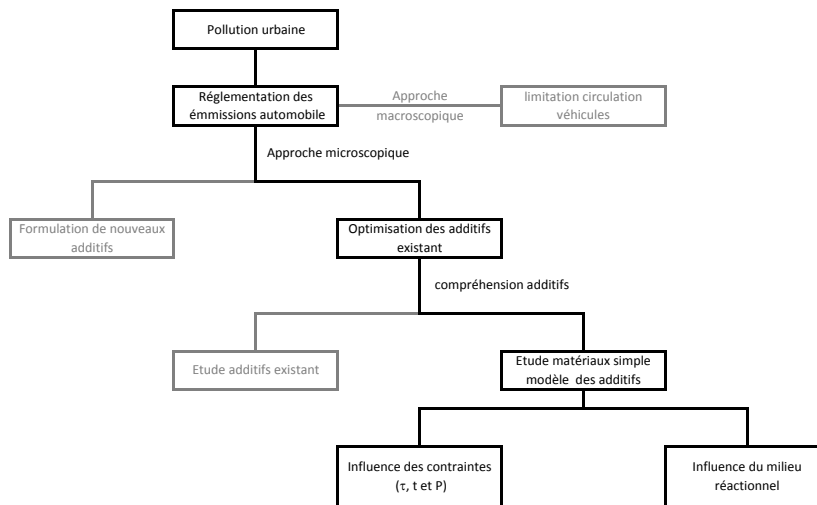 Pollution urbaine
Réglementation des
émmissions automobile
Approche
macroscopique
limitation circulation
véhicules
Approche microscopique
Formulation de nouveaux
additifs
Optimisation des additifs
existant
compréhension additifs
Etude additifs existant
Etude matériaux simple
modèle des additifs
Influence des contraintes
(τ, t et P)
Influence du milieu
réactionnel